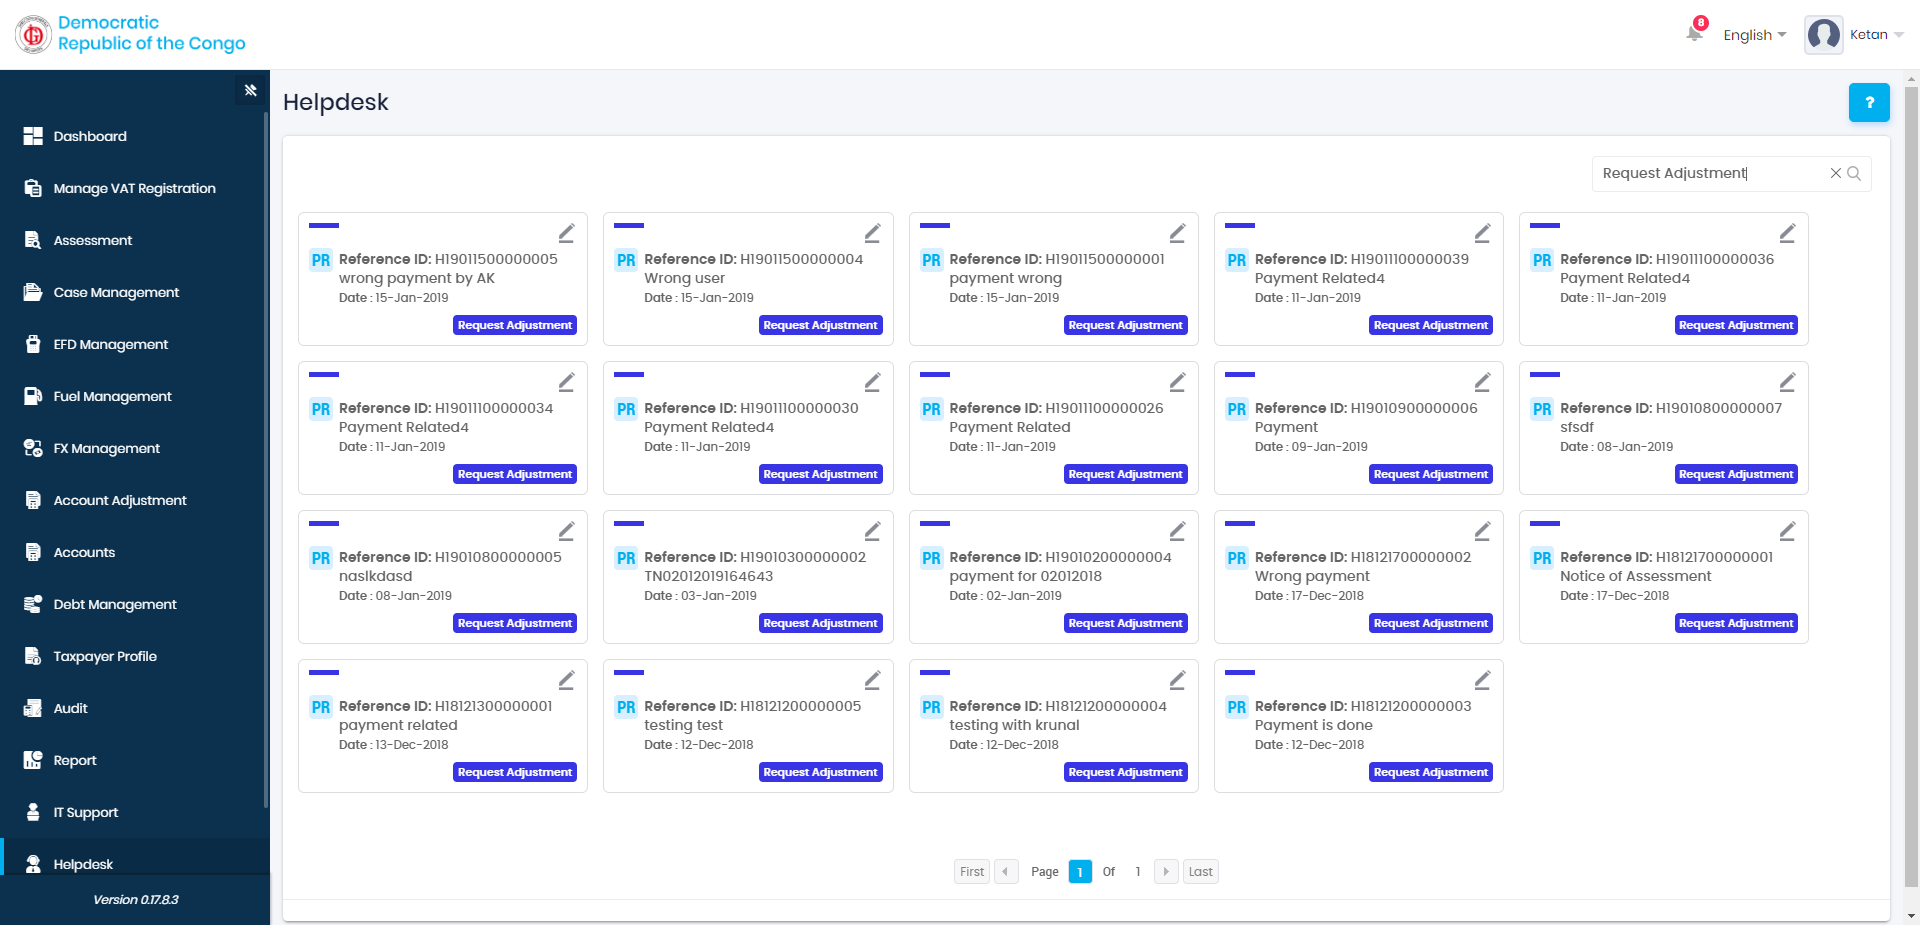 Democratic
Republic of the Congo
8
English
Ketan
Dashboard
Manage VAT Registration
Assessment
Case Management
EFD Management
Fuel Management
FX Management
Account Adjustment
Accounts
Debt Management
Taxpayer Profile
Audit
Report
IT Support
Helpdesk
Version 0.17.8.3
Helpdesk
?
Request Adjustment
PR Reference ID: H19011500000005
wrong payment by AK
Date : 15-Jan-2019
Request Adjustment
PR Reference ID: H19011500000004
Wrong user
Date : 15-Jan-2019
Request Adjustment
PR Reference ID: H19011500000001
payment wrong
Date : 15-Jan-2019
Request Adjustment
PR Reference ID: H19011100000039
Payment Related4
Date : 11-Jan-2019
Request Adjustment
PR Reference ID: H19011100000036
Payment Related4
Date : 11-Jan-2019
Request Adjustment
PR Reference ID: H19011100000034
Payment Related4
Date : 11-Jan-2019
Request Adjustment
PR Reference ID: H19011100000030
Payment Related4
Date : 11-Jan-2019
Request Adjustment
PR Reference ID: H19011100000026
Payment Related
Date : 11-Jan-2019
Request Adjustment
PR Reference ID: H19010900000006
Payment
Date : 09-Jan-2019
Request Adjustment
PR Reference ID: H19010800000007
sfsdf
Date : 08-Jan-2019
Request Adjustment
PR Reference ID: H19010800000005
naslkdasd
Date : 08-Jan-2019
Request Adjustment
PR Reference ID: H19010300000002
TN02012019164643
Date : 03-Jan-2019
Request Adjustment
PR Reference ID: H19010200000004
payment for 02012018
Date : 02-Jan-2019
Request Adjustment
PR Reference ID: H18121700000002
Wrong payment
Date : 17-Dec-2018
Request Adjustment
PR Reference ID: H18121700000001
Notice of Assessment
Date : 17-Dec-2018
Request Adjustment
PR Reference ID: H18121300000001
payment related
Date : 13-Dec-2018
Request Adjustment
PR Reference ID: H18121200000005
testing test
Date : 12-Dec-2018
Request Adjustment
PR Reference ID: H18121200000004
testing with krunal
Date : 12-Dec-2018
Request Adjustment
PR Reference ID: H18121200000003
Payment is done
Date : 12-Dec-2018
Request Adjustment
First Page 1 Of 1 Last